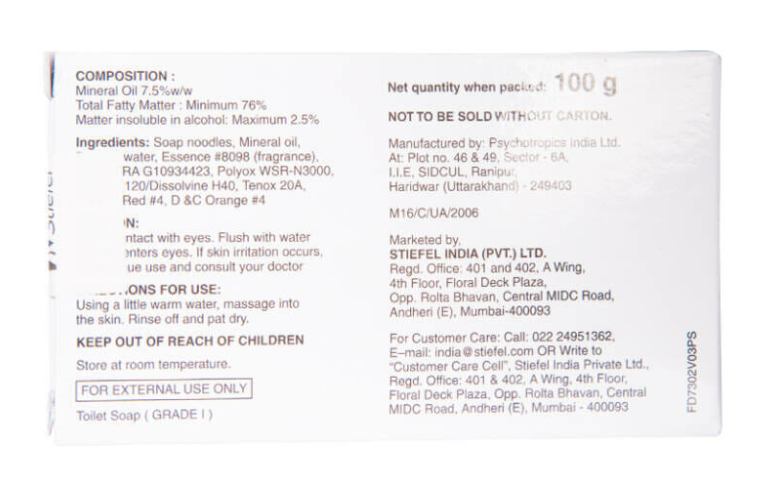 COMPOSITION :
Mineral Oil 7.5%w/w
Total Fatty Matter : Minimum 76%
Matter insoluble in alcohol: Maximum 2.5%
Ingredients: Soap noodles, Mineral oil,
water, Essence #8098 (fragrance),
RA G10934423, Polyox WSR-N3000,
120/Dissolvine H40, Tenox 20A,
Red #4, D &C Orange #4
with eyes. Flush with water
eyes. If skin irritation occurs,
use and consult your doctor
FOR USE:
Using a little warm water, massage into
the skin. Rinse off and pat dry.
KEEP OUT OF REACH OF CHILDREN
Store at room temperature.
FOR EXTERNAL USE ONLY
Toilet Soap ( GRADE I )
Net quantity when packed: 100 g
NOT TO BE SOLD WITHOUT CARTON.
Manufactured by: Psychotropics India Ltd.
At: Plot no. 46 & 49, Sector - 6A,
I.I.E, SIDCUL, Ranipur,
Haridwar (Uttarakhand) - 249403
M16/C/UA/2006
Marketed by,
STIEFEL INDIA (PVT.) LTD.
Regd. Office: 401 and 402, A Wing,
4th Floor, Floral Deck Plaza,
Opp. Rolta Bhavan, Central MIDC Road,
Andheri (E), Mumbai-400093
For Customer Care: Call: 022 24951362,
E-mail: india@stiefel.com OR Write to
"Customer Care Cell", Stiefel India Private Ltd.,
Regd. Office: 401 & 402, A Wing, 4th Floor,
Floral Deck Plaza, Opp. Rolta Bhavan, Central
MIDC Road, Andheri (E), Mumbai - 400093
FD7302V03PS